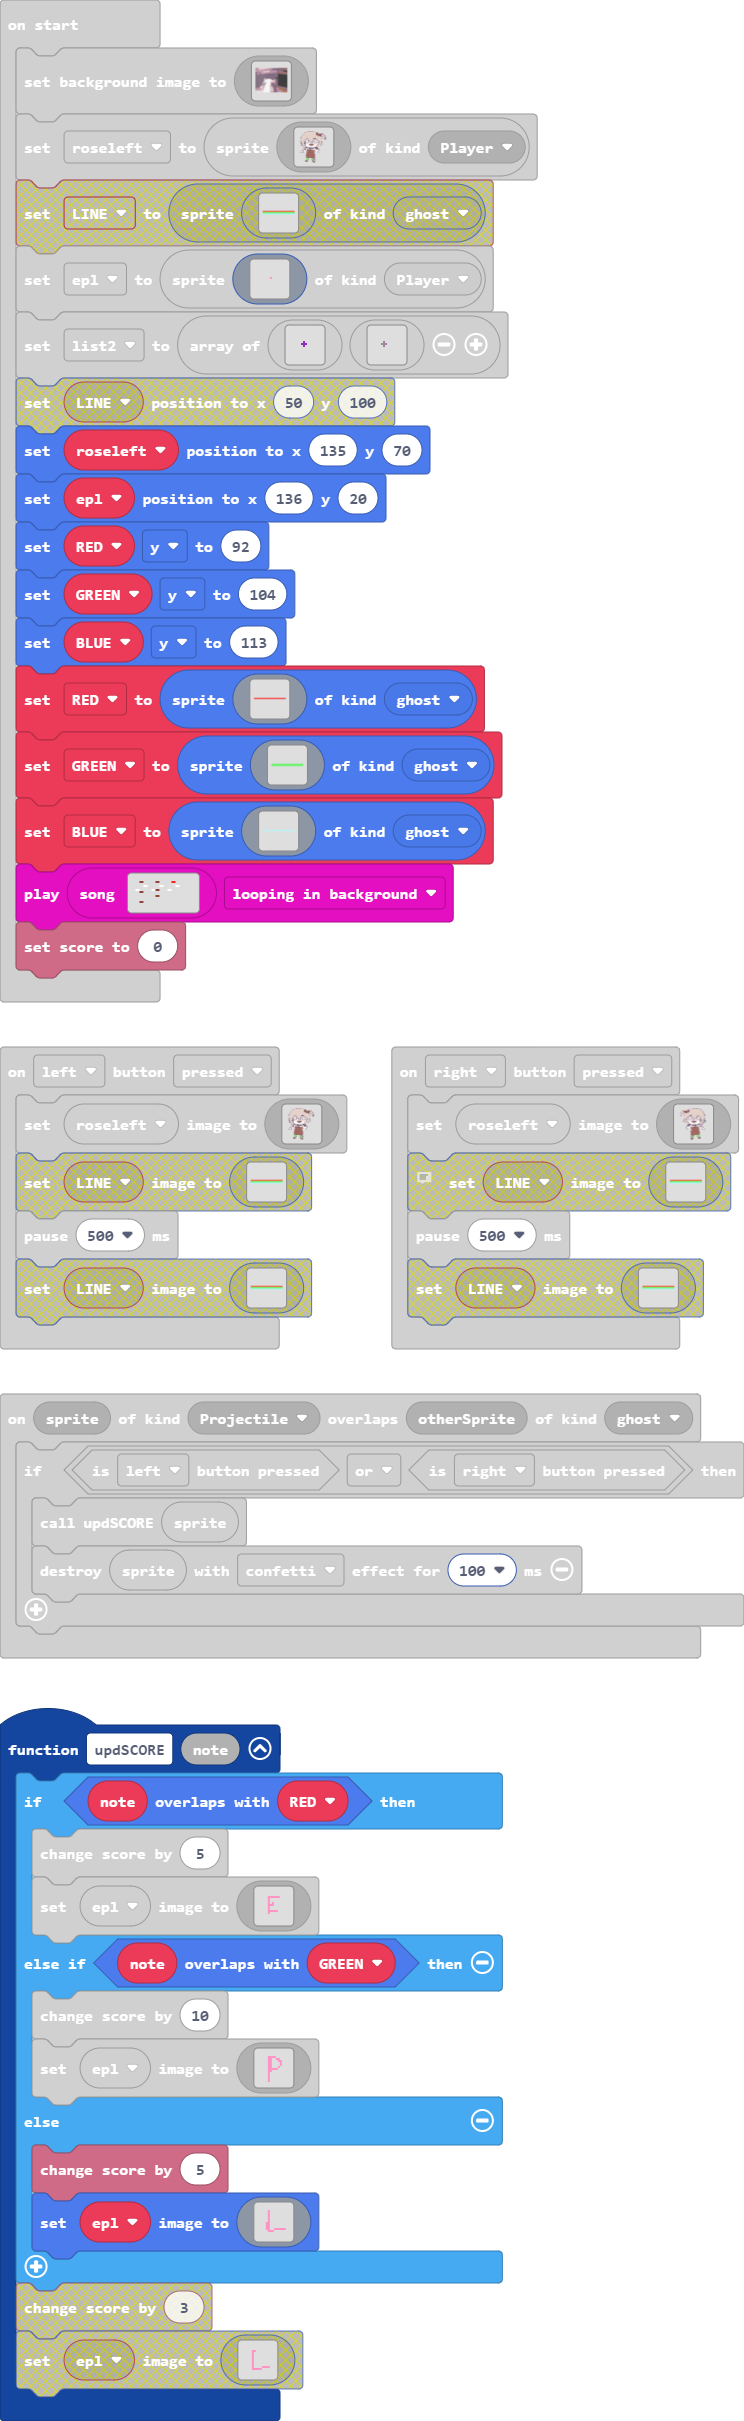 on start
set background image to
set roseleft to sprite of kind Player
set LINE to sprite of kind ghost
set epl to sprite of kind Player
set list2 to array of
set LINE position to x 50 y 100
set roseleft position to x 135 y 70
set epl position to x 136 y 20
set RED y to 92
set GREEN y to 104
set BLUE y to 113
set RED to sprite of kind ghost
set GREEN to sprite of kind ghost
set BLUE to sprite of kind ghost
play song looping in background
set score to 0
on left button pressed
set roseleft image to
set LINE image to
pause 500 ms
set LINE image to
on right button pressed
set roseleft image to
set LINE image to
pause 500 ms
set LINE image to
on sprite of kind Projectile overlaps otherSprite of kind ghost
if is left button pressed or is right button pressed then
call updSCORE sprite
destroy sprite with confetti effect for 100 ms
function updSCORE note
if note overlaps with RED then
change score by 5
set epl image to E
else if note overlaps with GREEN then
change score by 10
set epl image to P
else
change score by 5
set epl image to L
change score by 3
set epl image to L